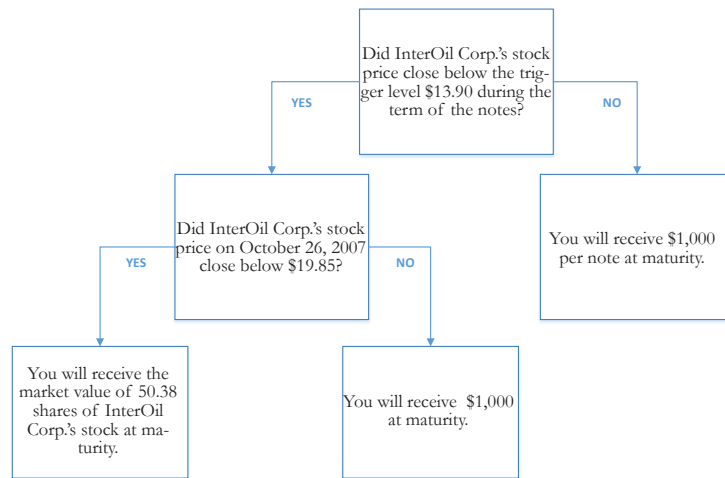 Did InterOil Corp.'s stock
price close below the trig-
ger level $13.90 during the
term of the notes?
YES
NO
Did InterOil Corp.'s stock
price on October 26, 2007
close below $19.85?
You will receive $1,000
per note at maturity.
YES
NO
You will receive the
market value of 50.38
shares of InterOil
Corp.'s stock at ma-
turity.
You will receive $1,000
at maturity.